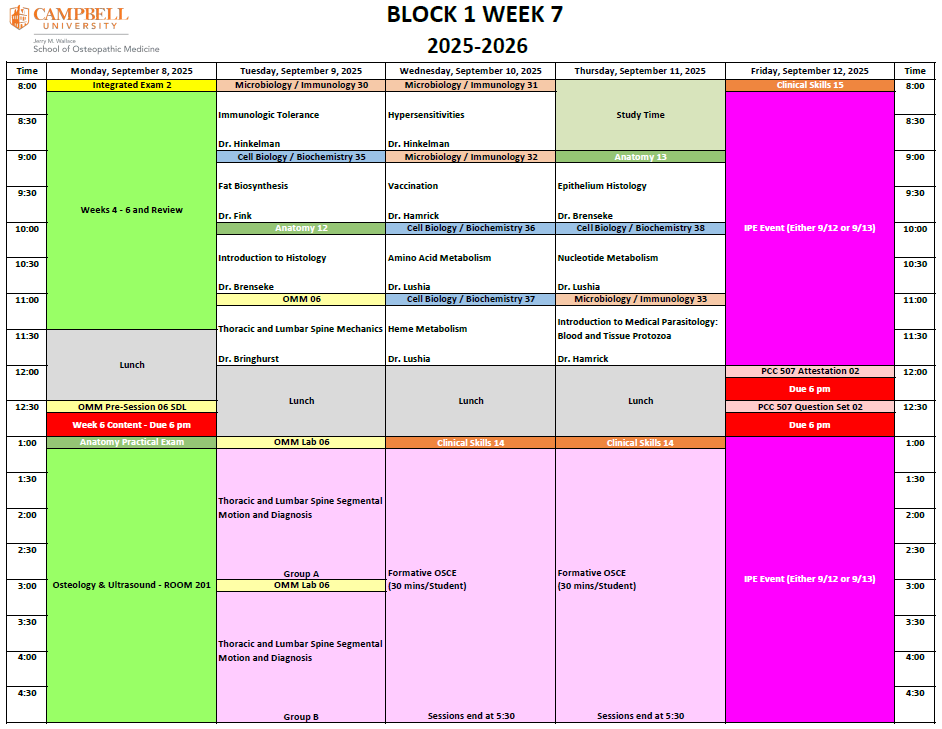 CAMPBELL
UNIVERSITY
Jerry M. Wallace
School of Osteopathic Medicine
BLOCK 1 WEEK 7
2025-2026
Time
Monday, September 8, 2025
Tuesday, September 9, 2025
Wednesday, September 10, 2025
Thursday, September 11, 2025
Friday, September 12, 2025
Time
8:00
8:30
9:00
9:30
10:00
10:30
11:00
11:30
12:00
12:30
1:00
1:30
2:00
2:30
3:00
3:30
4:00
4:30
Integrated Exam 2
Weeks 4 - 6 and Review
Lunch
OMM Pre-Session 06 SDL
Week 6 Content - Due 6 pm
Anatomy Practical Exam
Osteology & Ultrasound - ROOM 201
Microbiology / Immunology 30
Immunologic Tolerance
Dr. Hinkelman
Cell Biology / Biochemistry 35
Fat Biosynthesis
Dr. Fink
Anatomy 12
Introduction to Histology
Dr. Brenseke
OMM 06
Thoracic and Lumbar Spine Mechanics
Dr. Bringhurst
Lunch
OMM Lab 06
Thoracic and Lumbar Spine Segmental
Motion and Diagnosis
Group A
OMM Lab 06
Thoracic and Lumbar Spine Segmental
Motion and Diagnosis
Group B
Microbiology / Immunology 31
Hypersensitivities
Dr. Hinkelman
Microbiology / Immunology 32
Vaccination
Dr. Hamrick
Cell Biology / Biochemistry 36
Amino Acid Metabolism
Dr. Lushia
Cell Biology / Biochemistry 37
Heme Metabolism
Dr. Lushia
Lunch
Clinical Skills 14
Formative OSCE
(30 mins/Student)
Sessions end at 5:30
Study Time
Anatomy 13
Epithelium Histology
Dr. Brenseke
Cell Biology / Biochemistry 38
Nucleotide Metabolism
Dr. Lushia
Microbiology / Immunology 33
Introduction to Medical Parasitology:
Blood and Tissue Protozoa
Dr. Hamrick
Lunch
Clinical Skills 14
Formative OSCE
(30 mins/Student)
Sessions end at 5:30
Clinical Skills 15
IPE Event (Either 9/12 or 9/13)
PCC 507 Attestation 02
Due 6 pm
PCC 507 Question Set 02
Due 6 pm
IPE Event (Either 9/12 or 9/13)
8:00
8:30
9:00
9:30
10:00
10:30
11:00
11:30
12:00
12:30
1:00
1:30
2:00
2:30
3:00
3:30
4:00
4:30